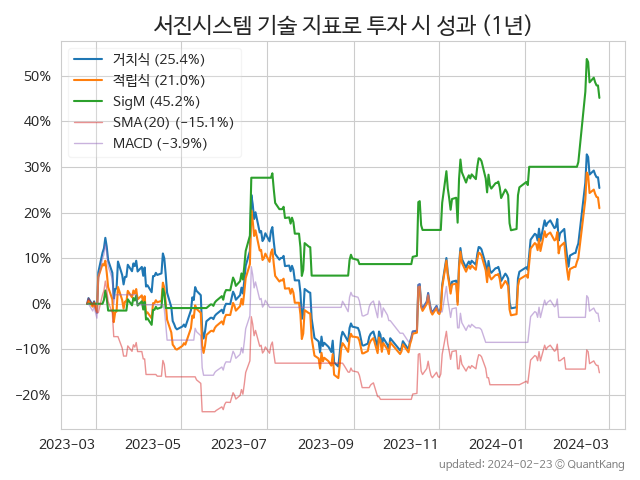 서진시스템 기술 지표로 투자 시 성과 (1년)
거치식 (25.4%)
적립식 (21.0%)
SigM (45.2%)
SMA(20) (−15.1%)
MACD (−3.9%)
50%
40%
30%
20%
10%
0%
−10%
−20%
2023−03 2023−05 2023−07 2023−09 2023−11 2024−01 2024−03
updated: 2024−02−23 ⓒ QuantKang